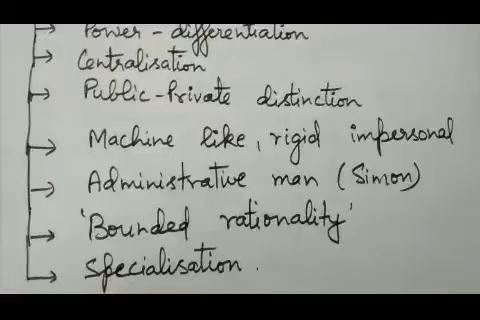 Power - differentiation
Centralisation
Public-Private distinction
Machine like, rigid impersonal
Administrative man (Simon)
'Bounded rationality'
Specialisation.